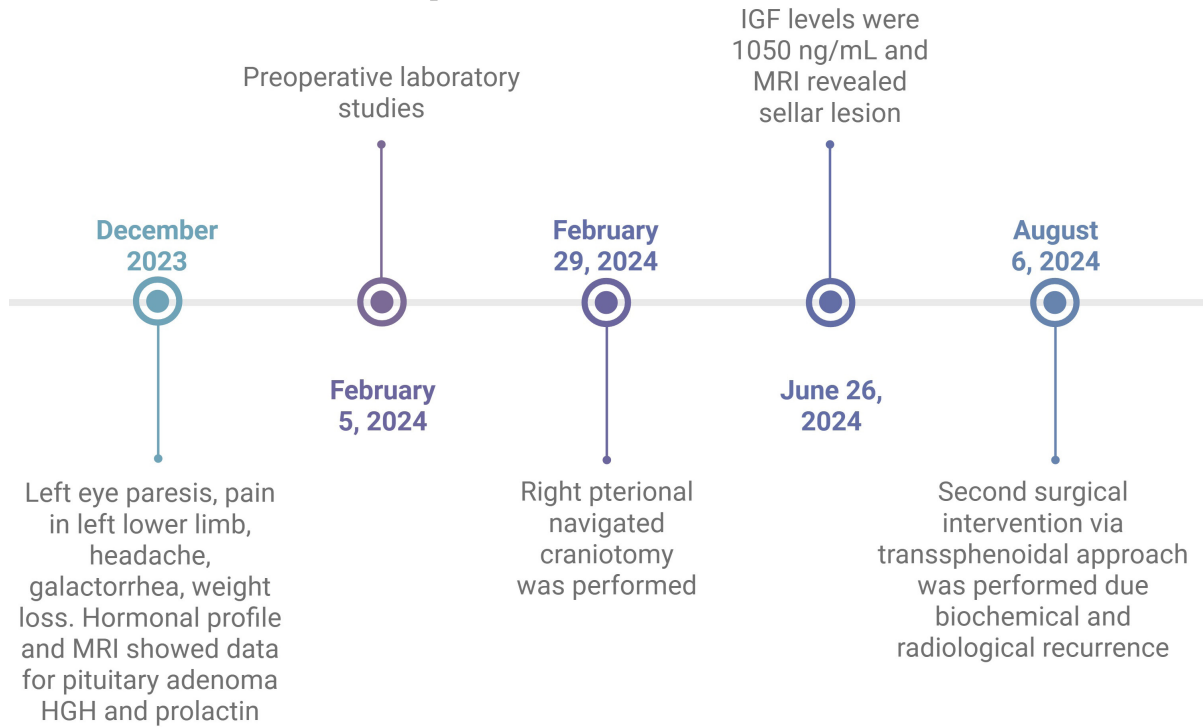 December
2023
Left eye paresis, pain
in left lower limb,
headache,
galactorrhea, weight
loss. Hormonal profile
and MRI showed data
for pituitary adenoma
HGH and prolactin
Preoperative laboratory
studies
February
5, 2024
February
29, 2024
Right pterional
navigated
craniotomy
was performed
IGF levels were
1050 ng/mL and
MRI revealed
sellar lesion
June 26,
2024
August
6, 2024
Second surgical
intervention via
transsphenoidal approach
was performed due
biochemical and
radiological recurrence